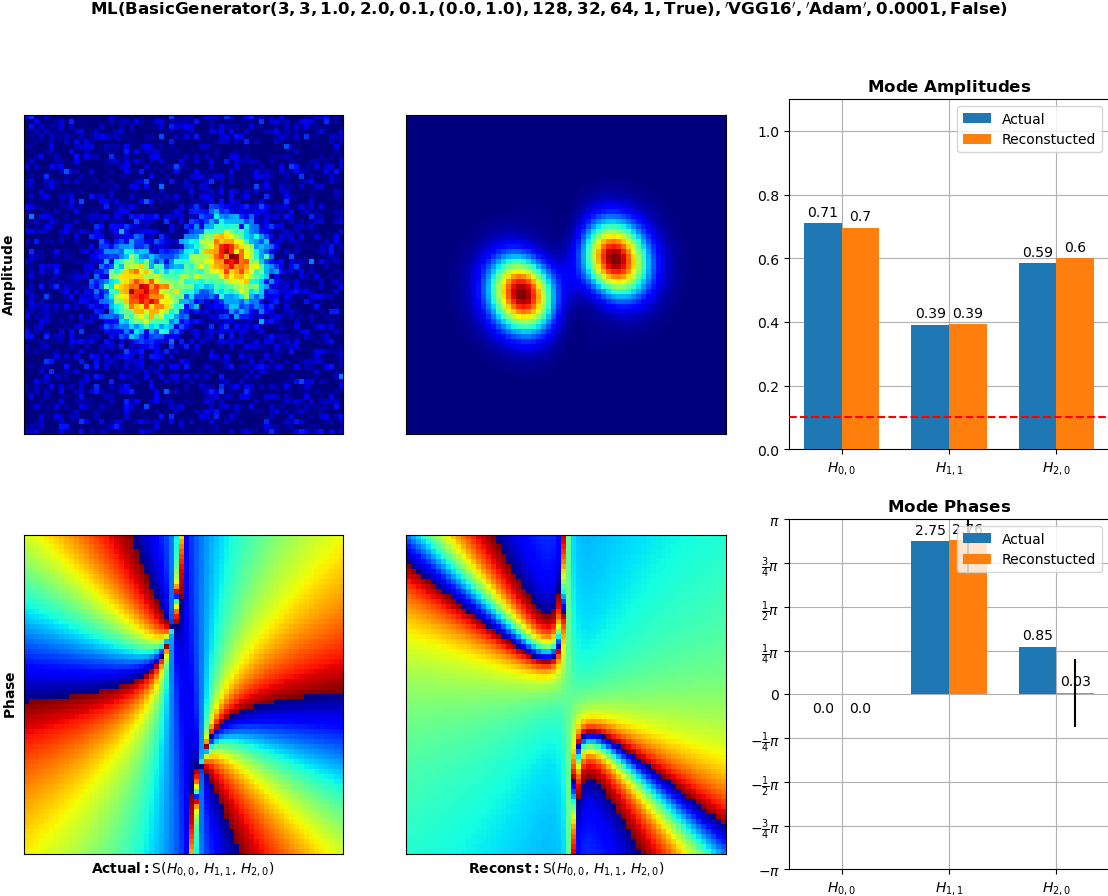 ML(BasicGenerator(3, 3, 1.0, 2.0, 0.1, (0.0, 1.0), 128, 32, 64, 1, True), ′VGG16′, ′Adam′, 0.0001, False)
Amplitude
Mode Amplitudes
Actual
Reconstucted
1.0
0.8
0.6
0.4
0.2
0.0
0.71
0.7
0.39
0.39
0.59
0.6
H0,0
H1,1
H2,0
Phase
Actual: S(H0,0, H1,1, H2,0)
Reconst: S(H0,0, H1,1, H2,0)
Mode Phases
Actual
Reconstucted
π
3/4π
1/2π
1/4π
0
−1/4π
−1/2π
−3/4π
−π
0.0
0.0
2.75
2.76
0.85
0.03
H0,0
H1,1
H2,0